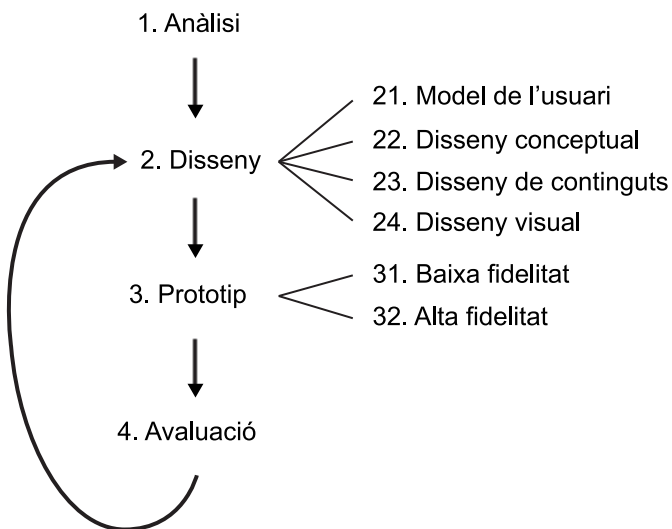 1. Anàlisi
2. Disseny
21. Model de l’usuari
22. Disseny conceptual
23. Disseny de continguts
24. Disseny visual
3. Prototip
31. Baixa fidelitat
32. Alta fidelitat
4. Avaluació